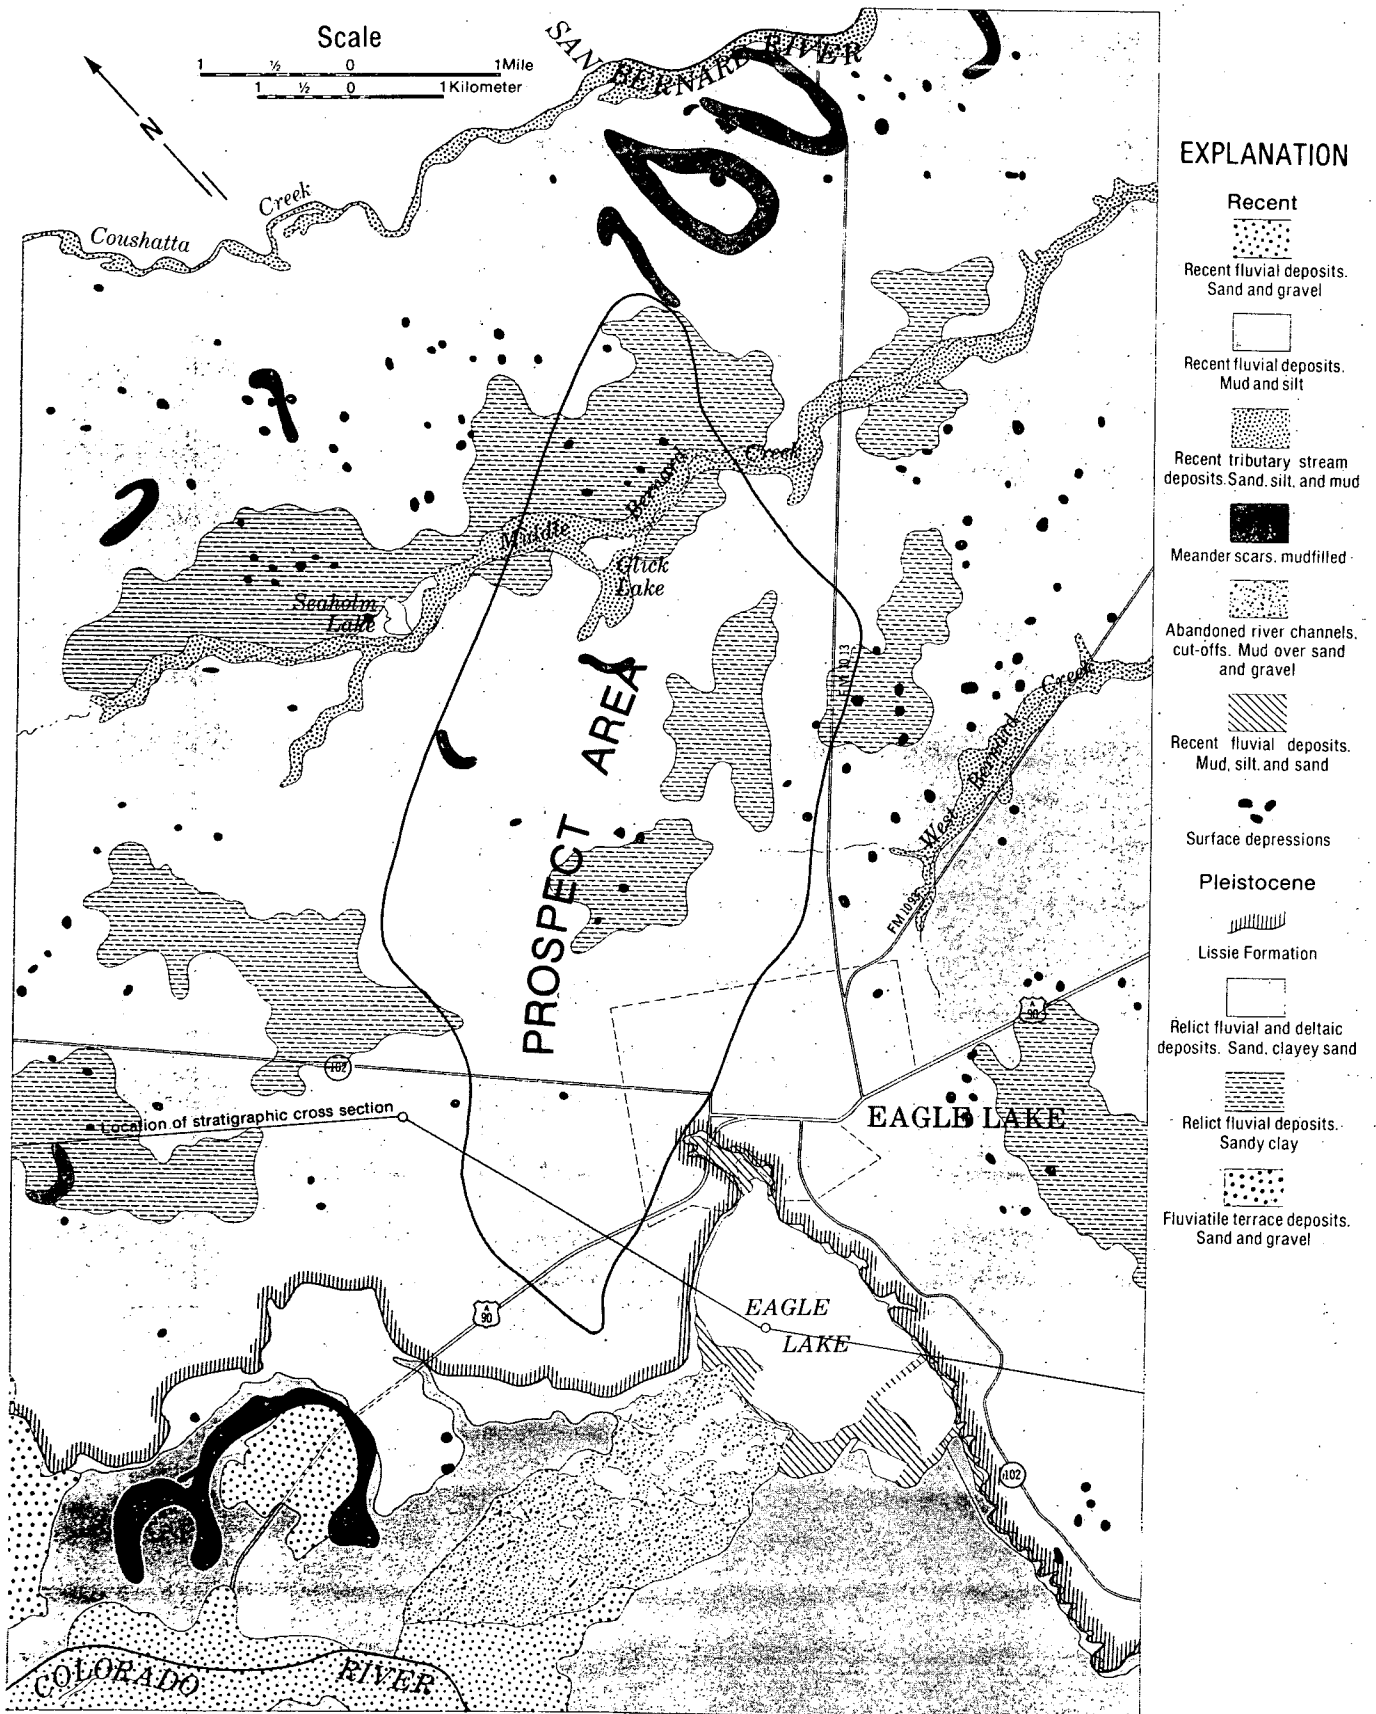 Scale
1 ½ 0 1 Mile
1 ½ 0 1 Kilometer
N
SAN BERNARD RIVER
Creek
Coushatta
Creek
Bernard
Middle
Glick
Lake
Seaholm
Lake
FM 1013
PROSPECT AREA
Creek
Bernard
West
FM 1093
A
90
102
Location of stratigraphic cross section
EAGLE LAKE
A
90
EAGLE
LAKE
102
COLORADO RIVER
EXPLANATION
Recent
Recent fluvial deposits.
Sand and gravel
Recent fluvial deposits.
Mud and silt
Recent tributary stream
deposits. Sand, silt, and mud
Meander scars, mudfilled
Abandoned river channels,
cut-offs. Mud over sand
and gravel
Recent fluvial deposits.
Mud, silt, and sand
Surface depressions
Pleistocene
Lissie Formation
Relict fluvial and deltaic
deposits. Sand, clayey sand
Relict fluvial deposits.
Sandy clay
Fluviatile terrace deposits.
Sand and gravel